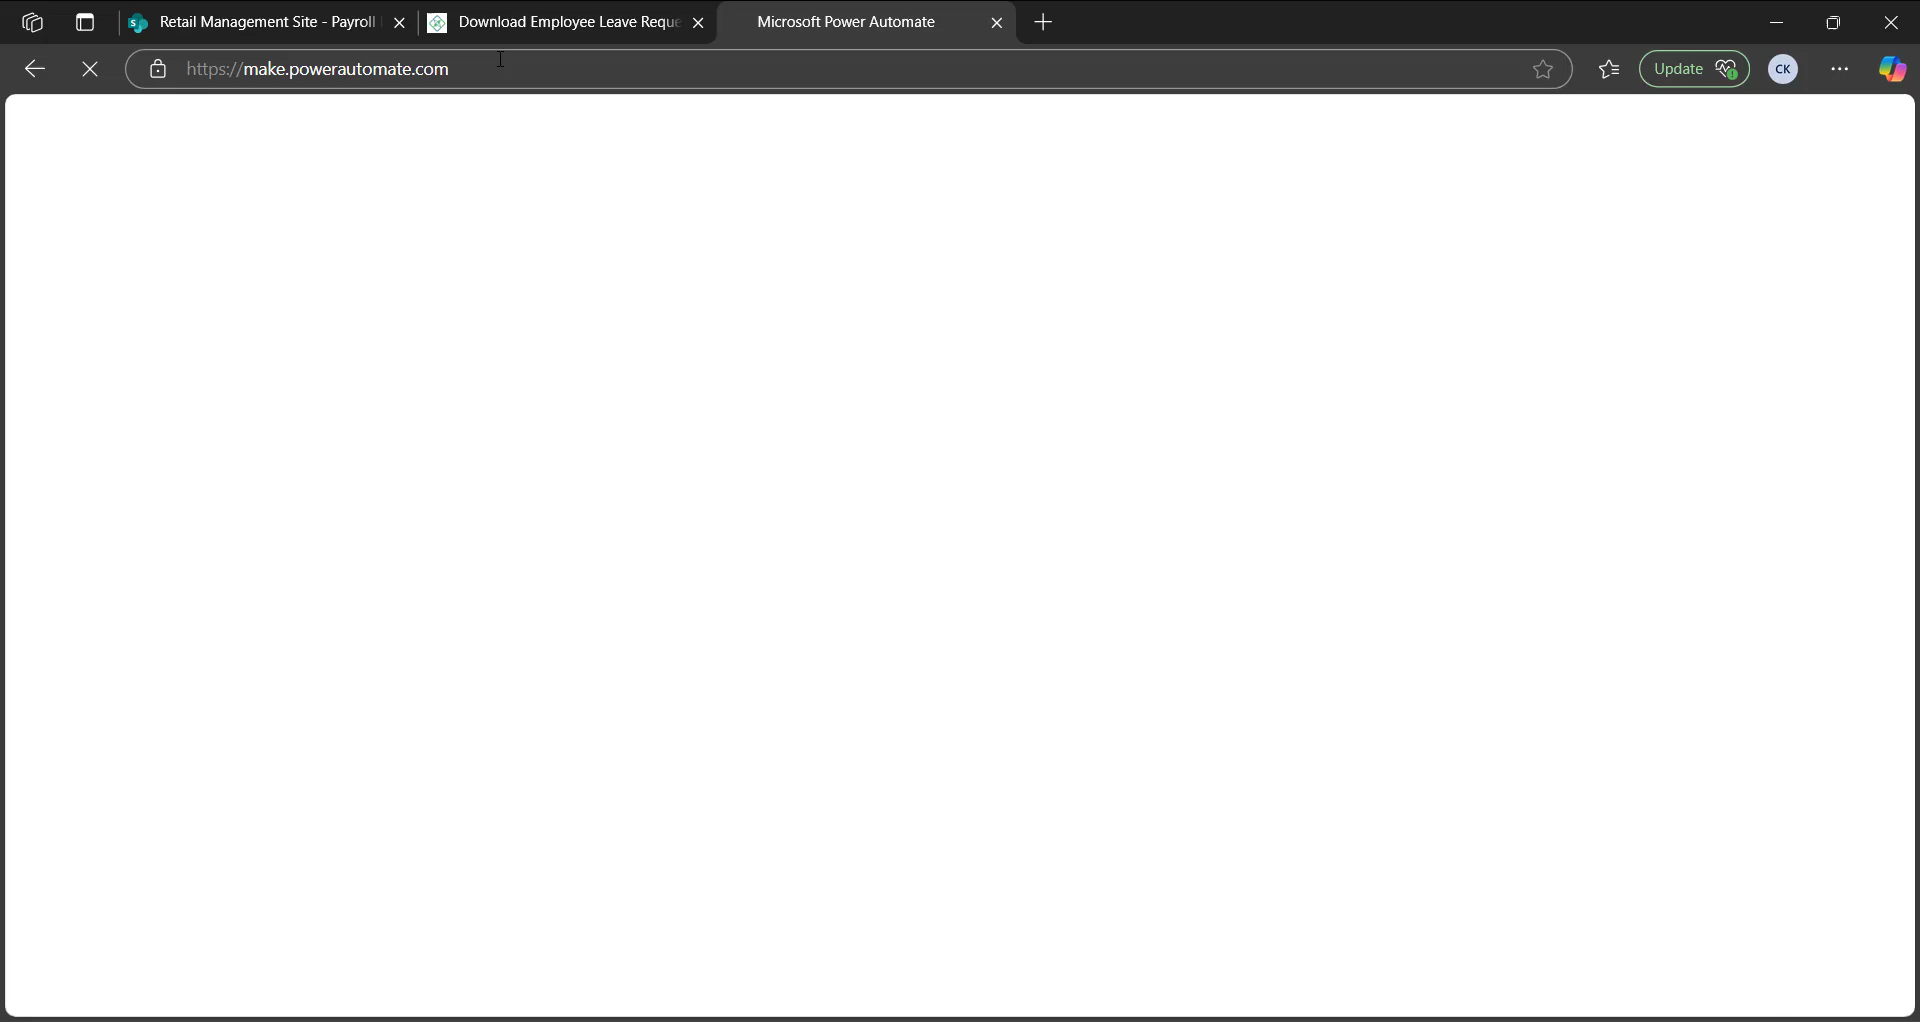 Retail Management Site - Payroll
Download Employee Leave Reque
Microsoft Power Automate
https://make.powerautomate.com
Update
CK